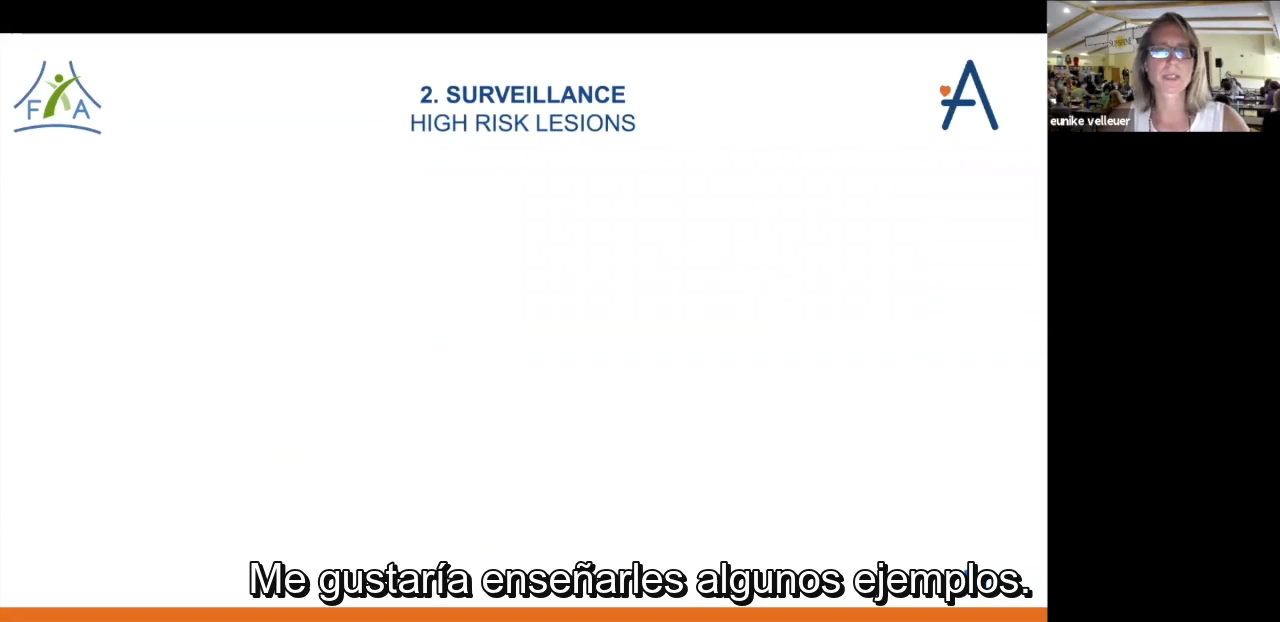 F A
2. SURVEILLANCE
HIGH RISK LESIONS
eunike velleuer
Me gustaría enseñarles algunos ejemplos.